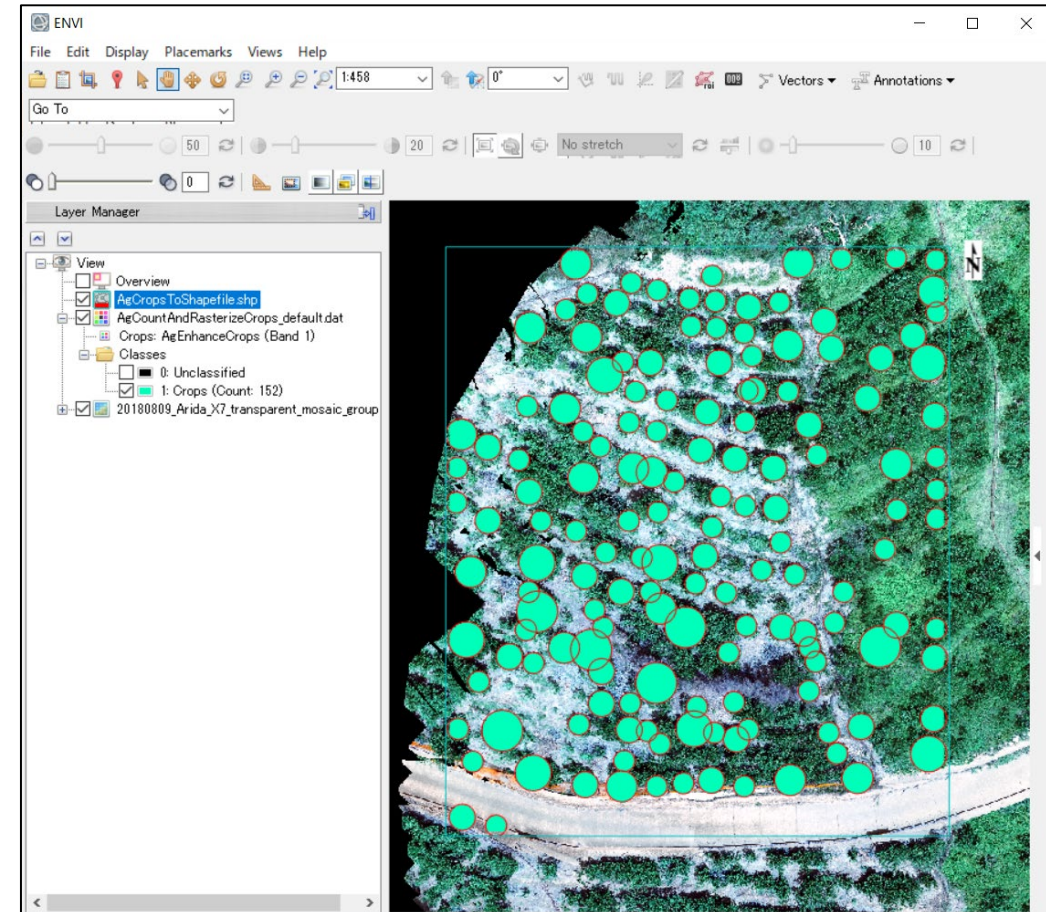 ENVI
File Edit Display Placemarks Views Help
1:458 0° Vectors Annotations
Go To
50 20 No stretch 10
0
Layer Manager
View
Overview
AgCropsToShapefile.shp
AgCountAndRasterizeCrops_default.dat
Crops: AgEnhanceCrops (Band 1)
Classes
0: Unclassified
1: Crops (Count: 152)
20180809_Arida_X7_transparent_mosaic_group
N